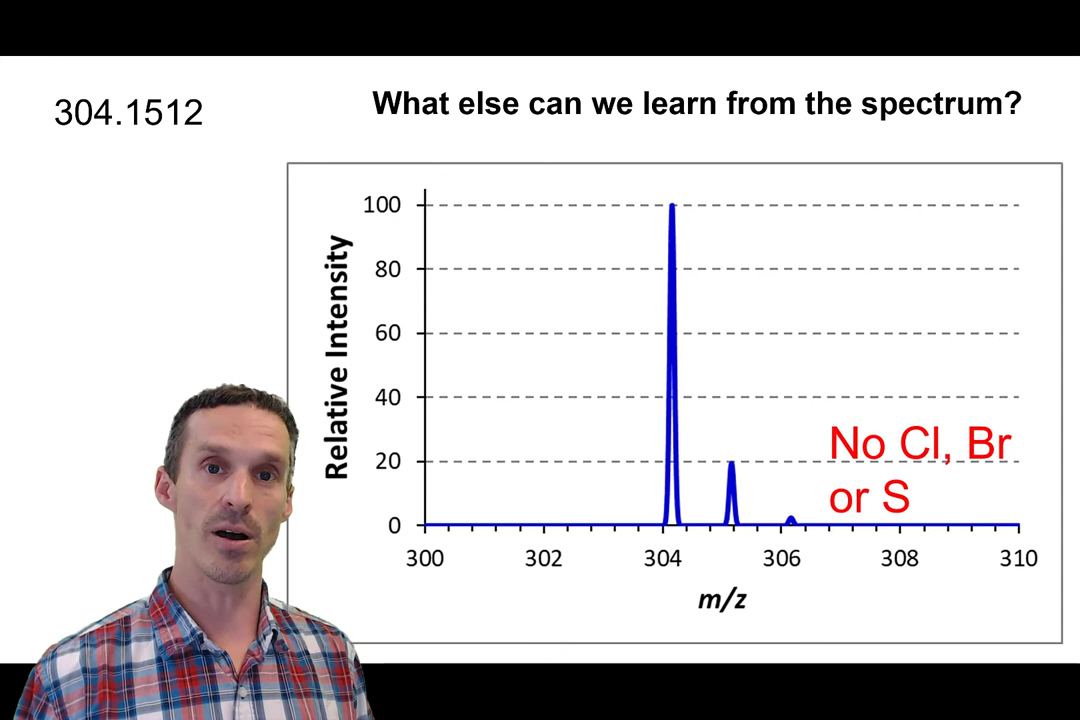 304.1512
What else can we learn from the spectrum?
100
80
60
40
20
0
Relative Intensity
No Cl, Br
or S
300 302 304 306 308 310
m/z